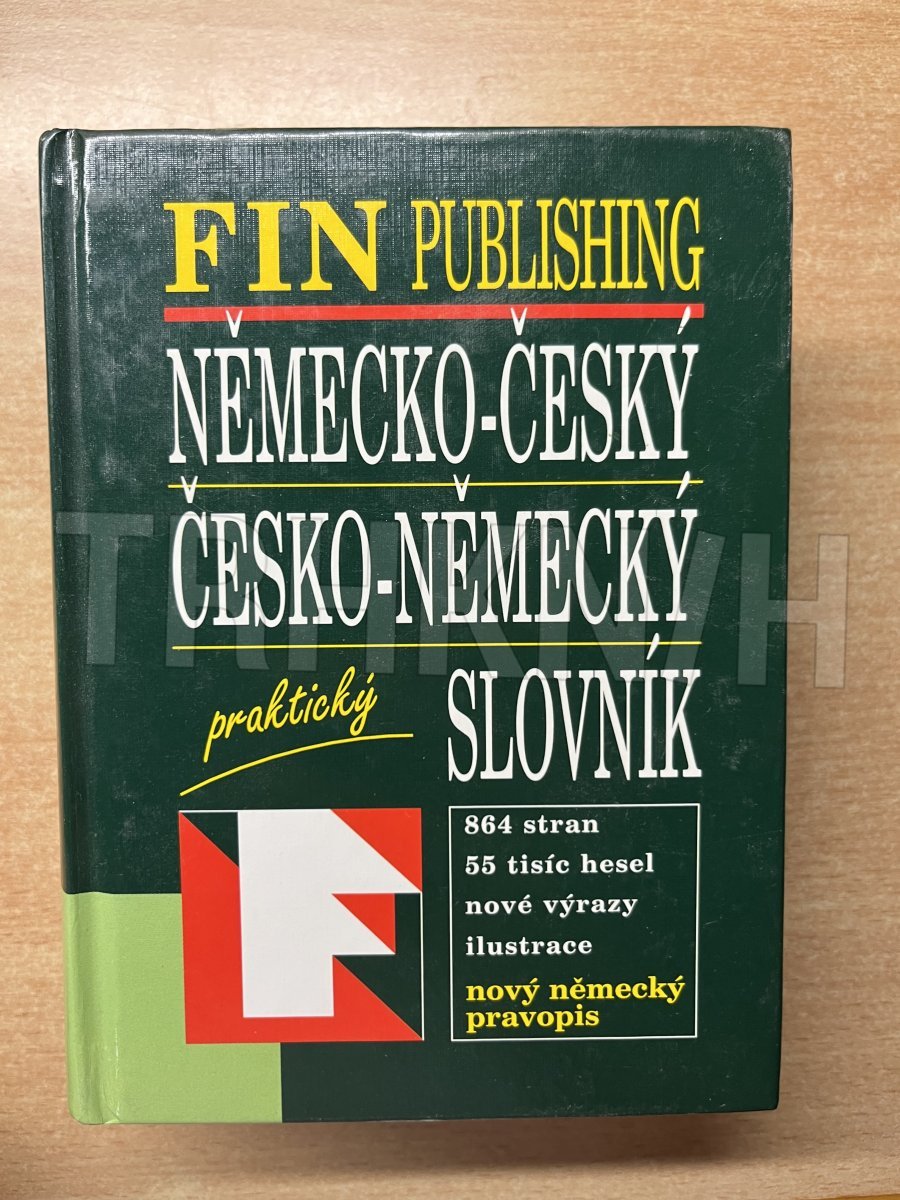 FIN PUBLISHING
NĚMECKO-ČESKÝ
ČESKO-NĚMECKÝ
praktický
SLOVNÍK
864 stran
55 tisíc hesel
nové výrazy
ilustrace
nový německý
pravopis
TRHKNIH